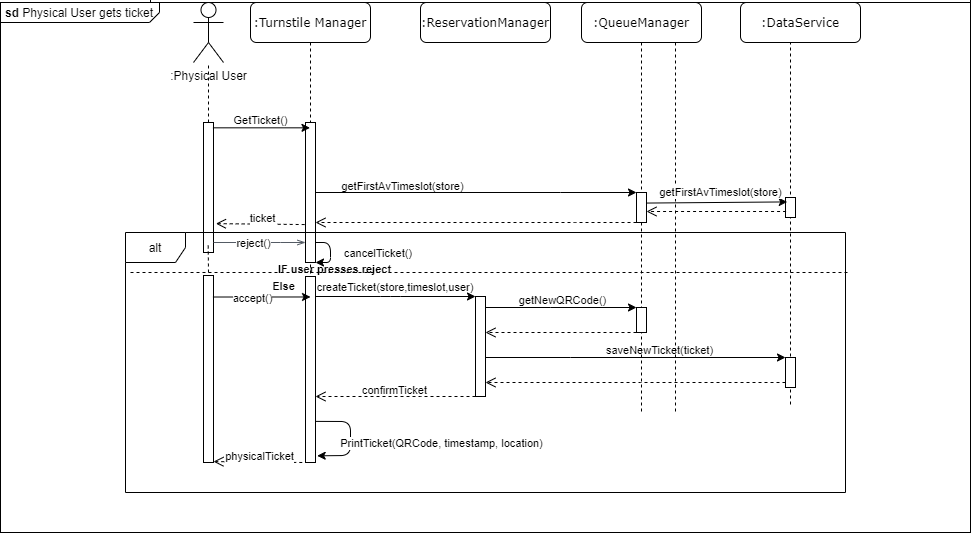 sd Physical User gets ticket
:Turnstile Manager
:ReservationManager
:QueueManager
:DataService
:Physical User
GetTicket()
getFirstAvTimeslot(store)
getFirstAvTimeslot(store)
ticket
alt
reject()
cancelTicket()
IF user presses reject
Else
accept()
createTicket(store,timeslot,user)
getNewQRCode()
saveNewTicket(ticket)
confirmTicket
PrintTicket(QRCode, timestamp, location)
physicalTicket